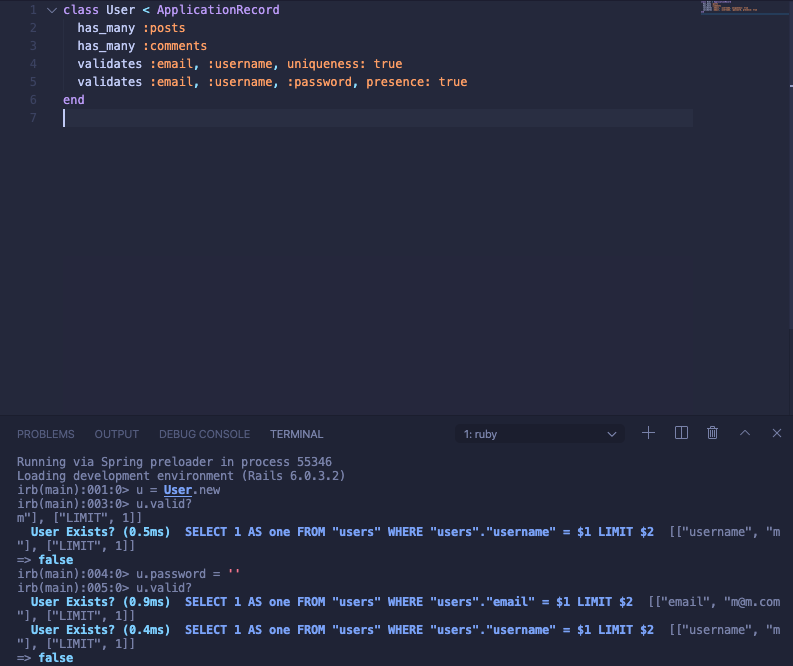 1 class User < ApplicationRecord
2 has_many :posts
3 has_many :comments
4 validates :email, :username, uniqueness: true
5 validates :email, :username, :password, presence: true
6 end
7
PROBLEMS OUTPUT DEBUG CONSOLE TERMINAL 1: ruby
Running via Spring preloader in process 55346
Loading development environment (Rails 6.0.3.2)
irb(main):001:0> u = User.new
irb(main):003:0> u.valid?
m"], ["LIMIT", 1]]
User Exists? (0.5ms)  SELECT 1 AS one FROM "users" WHERE "users"."username" = $1 LIMIT $2  [["username", "m
"], ["LIMIT", 1]]
=> false
irb(main):004:0> u.password = ''
irb(main):005:0> u.valid?
User Exists? (0.9ms)  SELECT 1 AS one FROM "users" WHERE "users"."email" = $1 LIMIT $2  [["email", "m@m.com
"], ["LIMIT", 1]]
User Exists? (0.4ms)  SELECT 1 AS one FROM "users" WHERE "users"."username" = $1 LIMIT $2  [["username", "m
"], ["LIMIT", 1]]
=> false